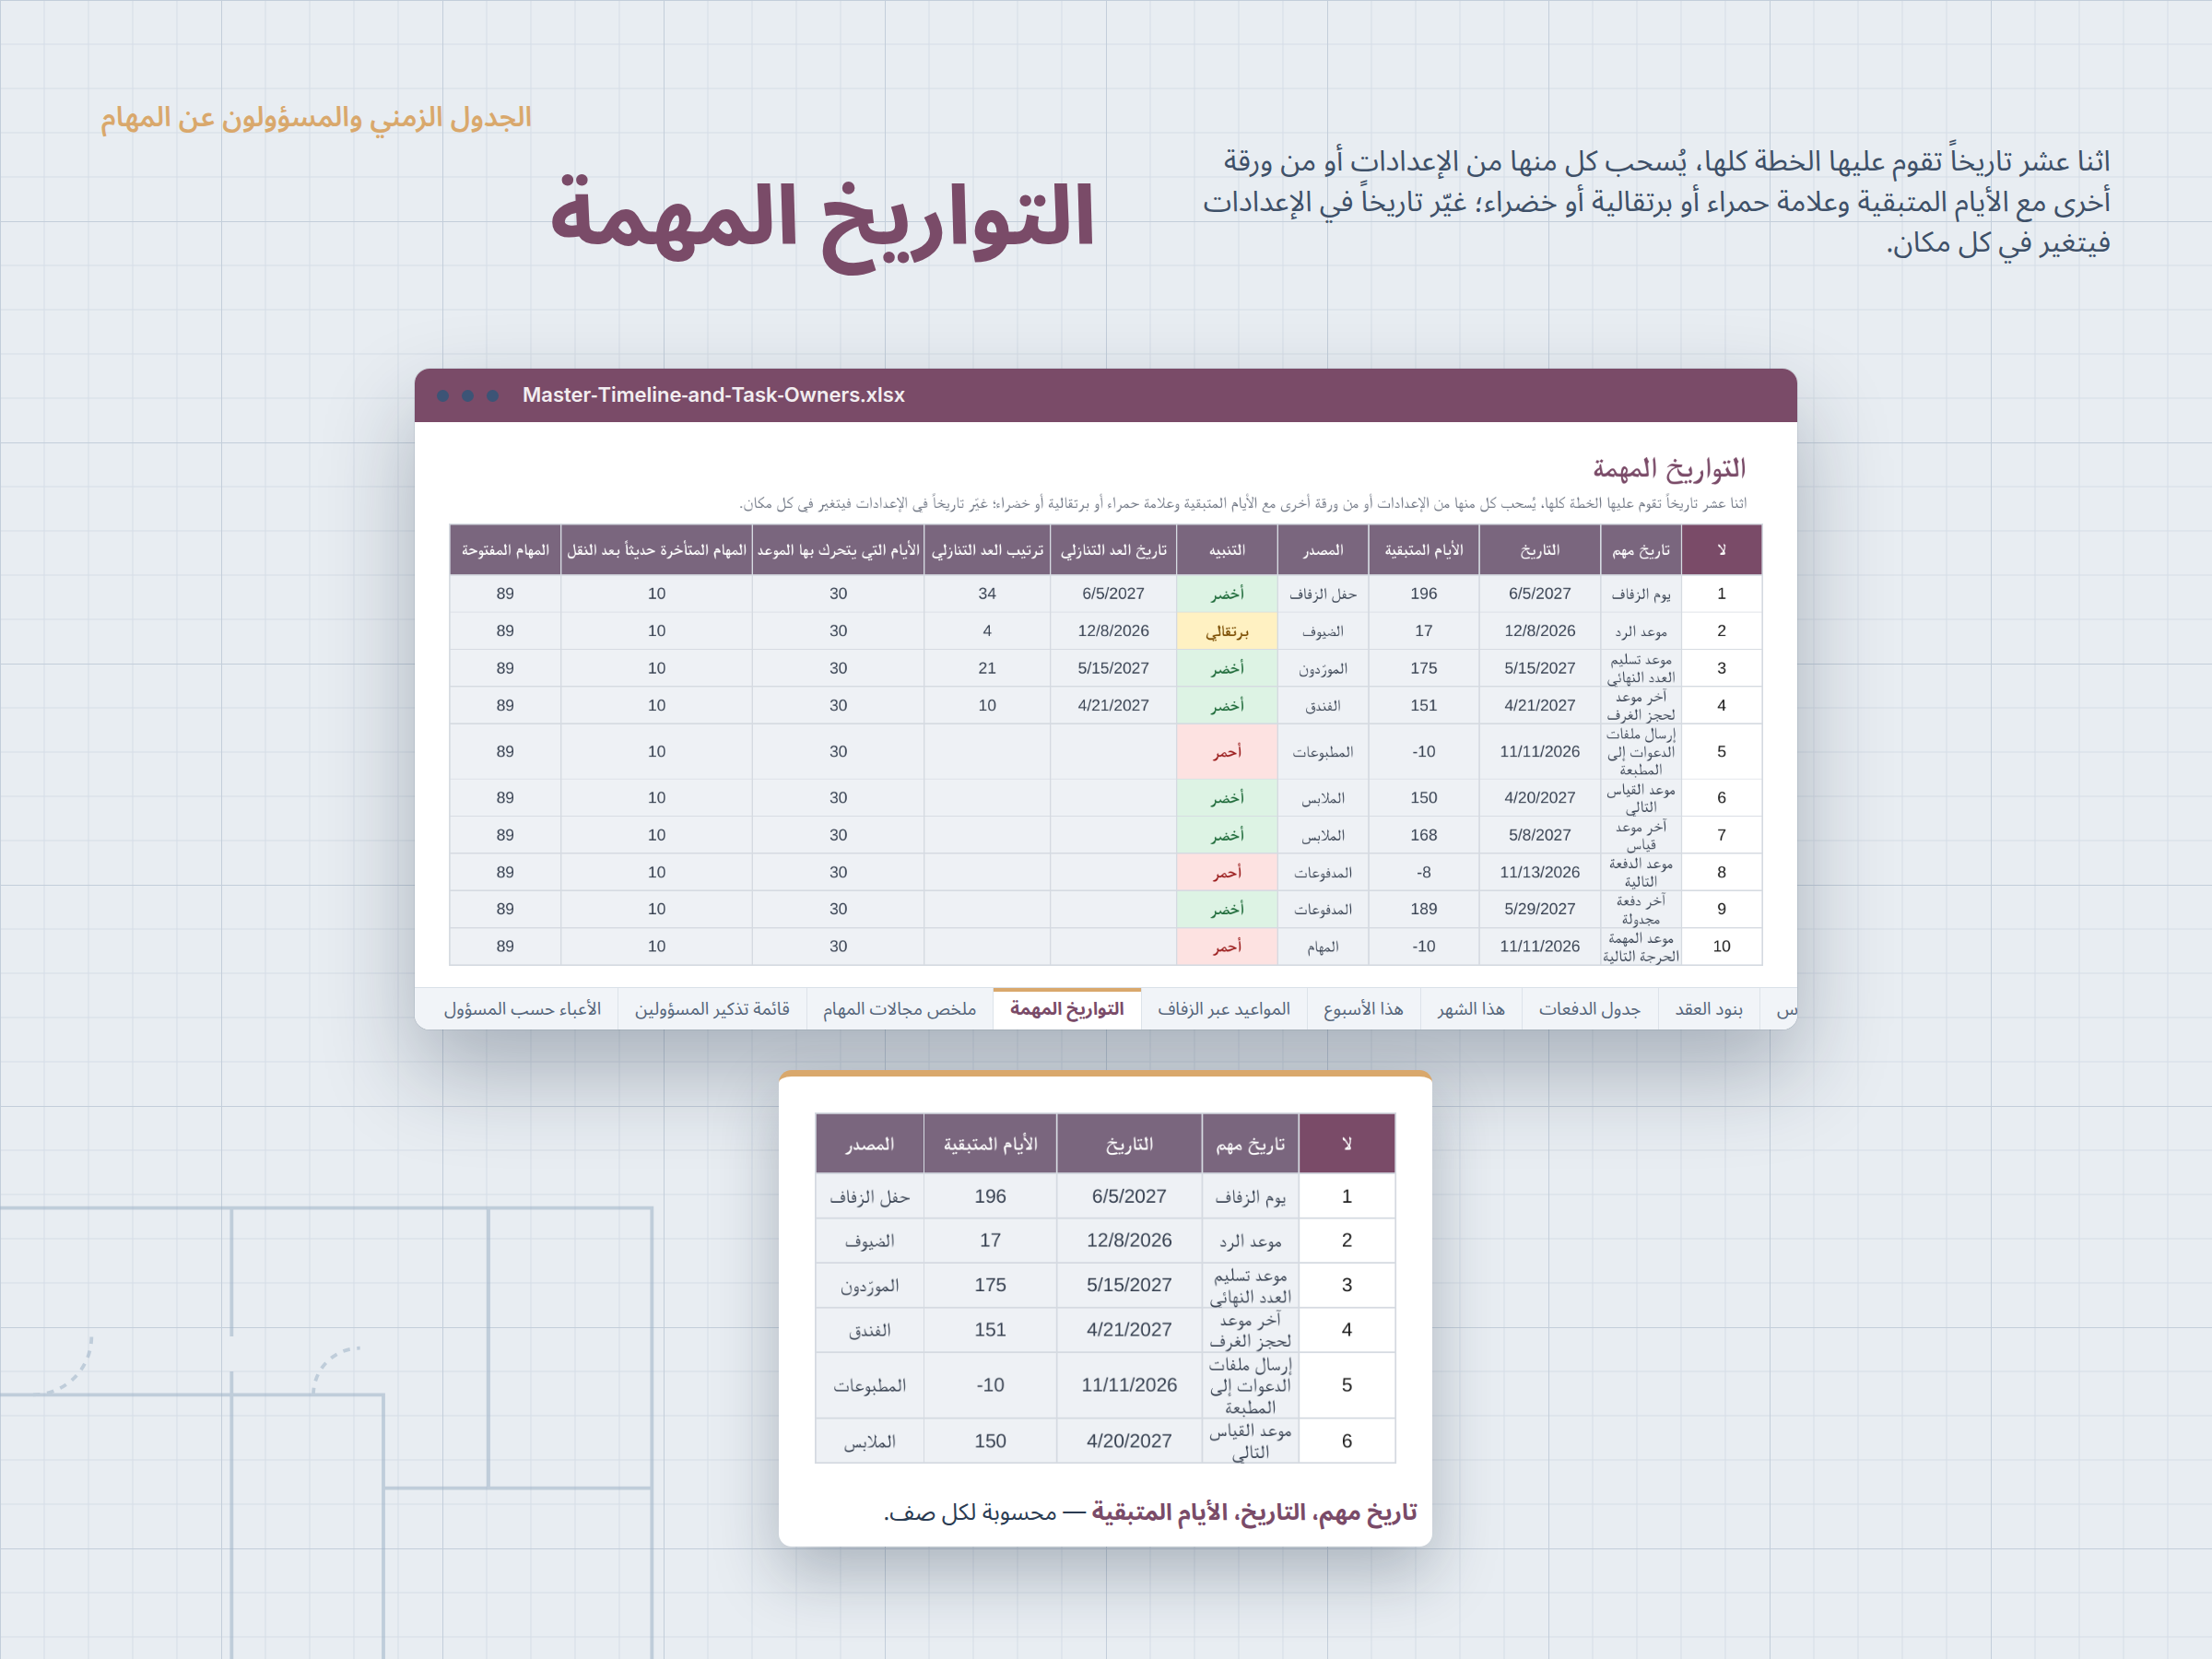 الجدول الزمني والمسؤولون عن المهام
التواريخ المهمة
اثنا عشر تاريخاً تقوم عليها الخطة كلها، يُسحب كل منها من الإعدادات أو من ورقة
أخرى مع الأيام المتبقية وعلامة حمراء أو برتقالية أو خضراء؛ غيّر تاريخاً في الإعدادات
فيتغير في كل مكان.
Master-Timeline-and-Task-Owners.xlsx
التواريخ المهمة
اثنا عشر تاريخاً تقوم عليها الخطة كلها، يُسحب كل منها من الإعدادات أو من ورقة أخرى مع الأيام المتبقية وعلامة حمراء أو برتقالية أو خضراء؛ غيّر تاريخاً في الإعدادات فيتغير في كل مكان.
لا تاريخ مهم التاريخ الأيام المتبقية المصدر التنبيه تاريخ العد التنازلي ترتيب العد التنازلي الأيام التي يتحرك بها الموعد المهام المتأخرة حديثاً بعد النقل المهام المفتوحة
1 يوم الزفاف 6/5/2027 196 حفل الزفاف أخضر 6/5/2027 34 30 10 89
2 موعد الرد 12/8/2026 17 الضيوف برتقالي 12/8/2026 4 30 10 89
3 موعد تسليم العدد النهائي 5/15/2027 175 المورّدون أخضر 5/15/2027 21 30 10 89
4 آخر موعد لحجز الغرف 4/21/2027 151 الفندق أخضر 4/21/2027 10 30 10 89
5 إرسال ملفات الدعوات إلى المطبعة 11/11/2026 -10 المطبوعات أحمر 30 10 89
6 موعد القياس التالي 4/20/2027 150 الملابس أخضر 30 10 89
7 آخر موعد قياس 5/8/2027 168 الملابس أخضر 30 10 89
8 موعد الدفعة التالية 11/13/2026 -8 المدفوعات أحمر 30 10 89
9 آخر دفعة مجدولة 5/29/2027 189 المدفوعات أخضر 30 10 89
10 موعد المهمة الحرجة التالية 11/11/2026 -10 المهام أحمر 30 10 89
بنود العقد جدول الدفعات هذا الشهر هذا الأسبوع المواعيد عبر الزفاف التواريخ المهمة ملخص مجالات المهام قائمة تذكير المسؤولين الأعباء حسب المسؤول
لا تاريخ مهم التاريخ الأيام المتبقية المصدر
1 يوم الزفاف 6/5/2027 196 حفل الزفاف
2 موعد الرد 12/8/2026 17 الضيوف
3 موعد تسليم العدد النهائي 5/15/2027 175 المورّدون
4 آخر موعد لحجز الغرف 4/21/2027 151 الفندق
5 إرسال ملفات الدعوات إلى المطبعة 11/11/2026 -10 المطبوعات
6 موعد القياس التالي 4/20/2027 150 الملابس
تاريخ مهم، التاريخ، الأيام المتبقية — محسوبة لكل صف.